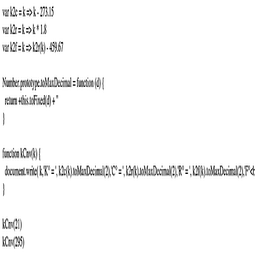 var k2c = k => k - 273.15
var k2r = k => k * 1.8
var k2f = k => k2r(k) - 459.67
Number.prototype.toMaxDecimal = function (d) {
return +this.toFixed(d) + ''
}
function kCnv(k) {
document.write( k,'K° = ', k2c(k).toMaxDecimal(2),'C° = ', k2r(k).toMaxDecimal(2),'R° = ', k2f(k).toMaxDecimal(2),'F°<b
}
kCnv(21)
kCnv(295)